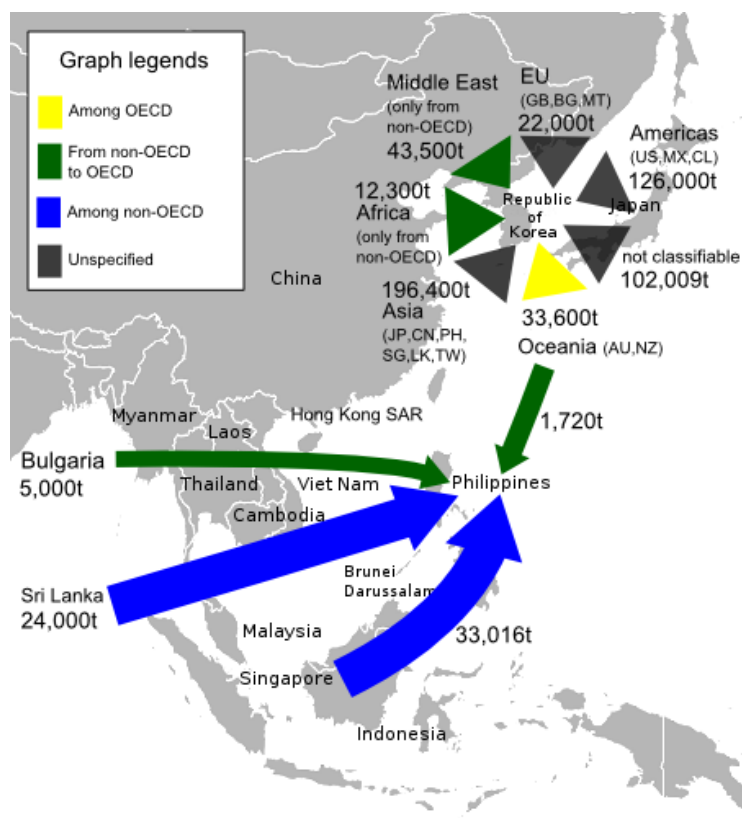 Graph legends
Among OECD
From non-OECD
to OECD
Among non-OECD
Unspecified
Middle East
(only from
non-OECD)
43,500t
EU
(GB,BG,MT)
22,000t
Americas
(US,MX,CL)
126,000t
12,300t
Africa
(only from
non-OECD)
Republic
of
Korea
Japan
not classifiable
102,009t
China
196,400t
Asia
(JP,CN,PH,
SG,LK,TW)
33,600t
Oceania (AU,NZ)
Myanmar
Hong Kong SAR
1,720t
Laos
Bulgaria
5,000t
Thailand
Viet Nam
Philippines
Cambodia
Brunei
Darussalam
Sri Lanka
24,000t
Malaysia
33,016t
Singapore
Indonesia